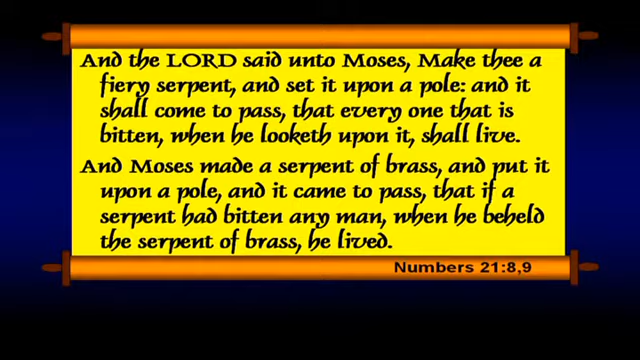 And the LORD said unto Moses, Make thee a
fiery serpent, and set it upon a pole: and it
shall come to pass, that every one that is
bitten, when he looketh upon it, shall live.
And Moses made a serpent of brass, and put it
upon a pole, and it came to pass, that if a
serpent had bitten any man, when he beheld
the serpent of brass, he lived.
Numbers 21:8,9